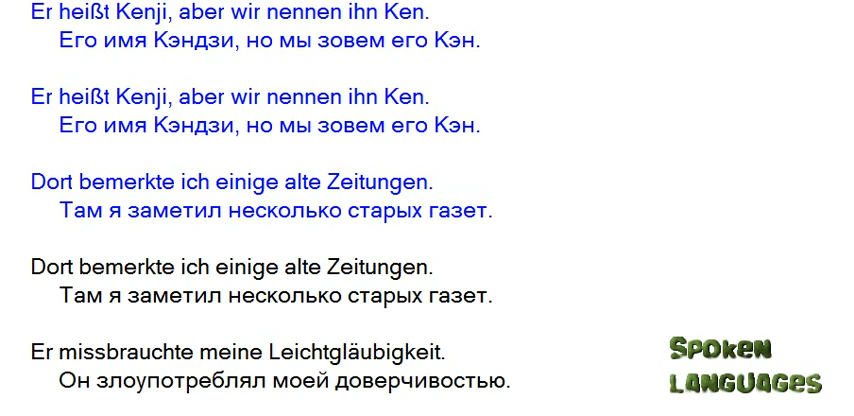 Er heißt Kenji, aber wir nennen ihn Ken.
Его имя Кэндзи, но мы зовем его Кэн.
Er heißt Kenji, aber wir nennen ihn Ken.
Его имя Кэндзи, но мы зовем его Кэн.
Dort bemerkte ich einige alte Zeitungen.
Там я заметил несколько старых газет.
Dort bemerkte ich einige alte Zeitungen.
Там я заметил несколько старых газет.
Er missbrauchte meine Leichtgläubigkeit.
Он злоупотреблял моей доверчивостью.
Spoken
Languages